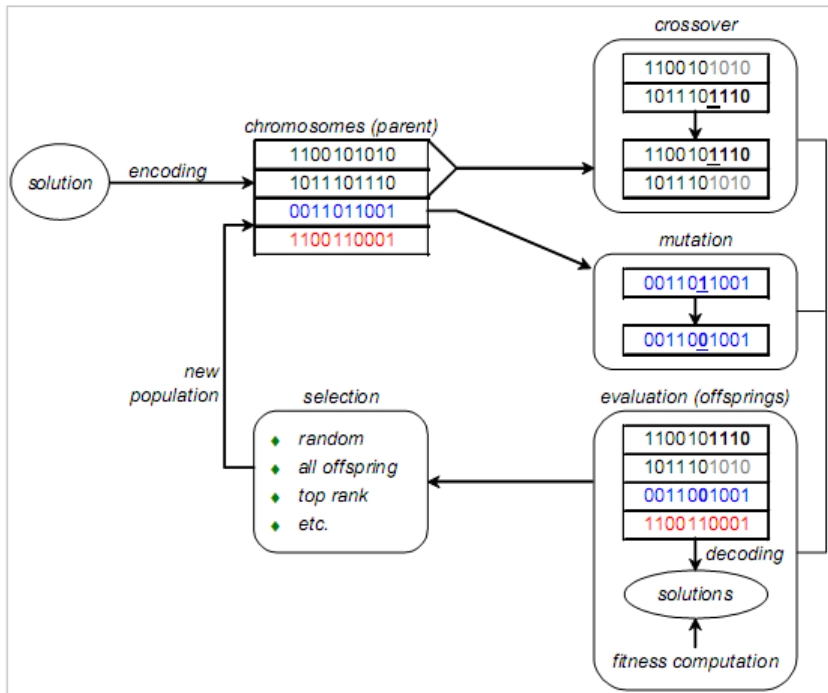 crossover
1100101010
1011101110
1100101110
1011101010
chromosomes (parent)
1100101010
1011101110
0011011001
1100110001
solution
encoding
mutation
0011011001
0011001001
new
population
selection
random
all offspring
top rank
etc.
evaluation (offsprings)
1100101110
1011101010
0011001001
1100110001
decoding
solutions
fitness computation